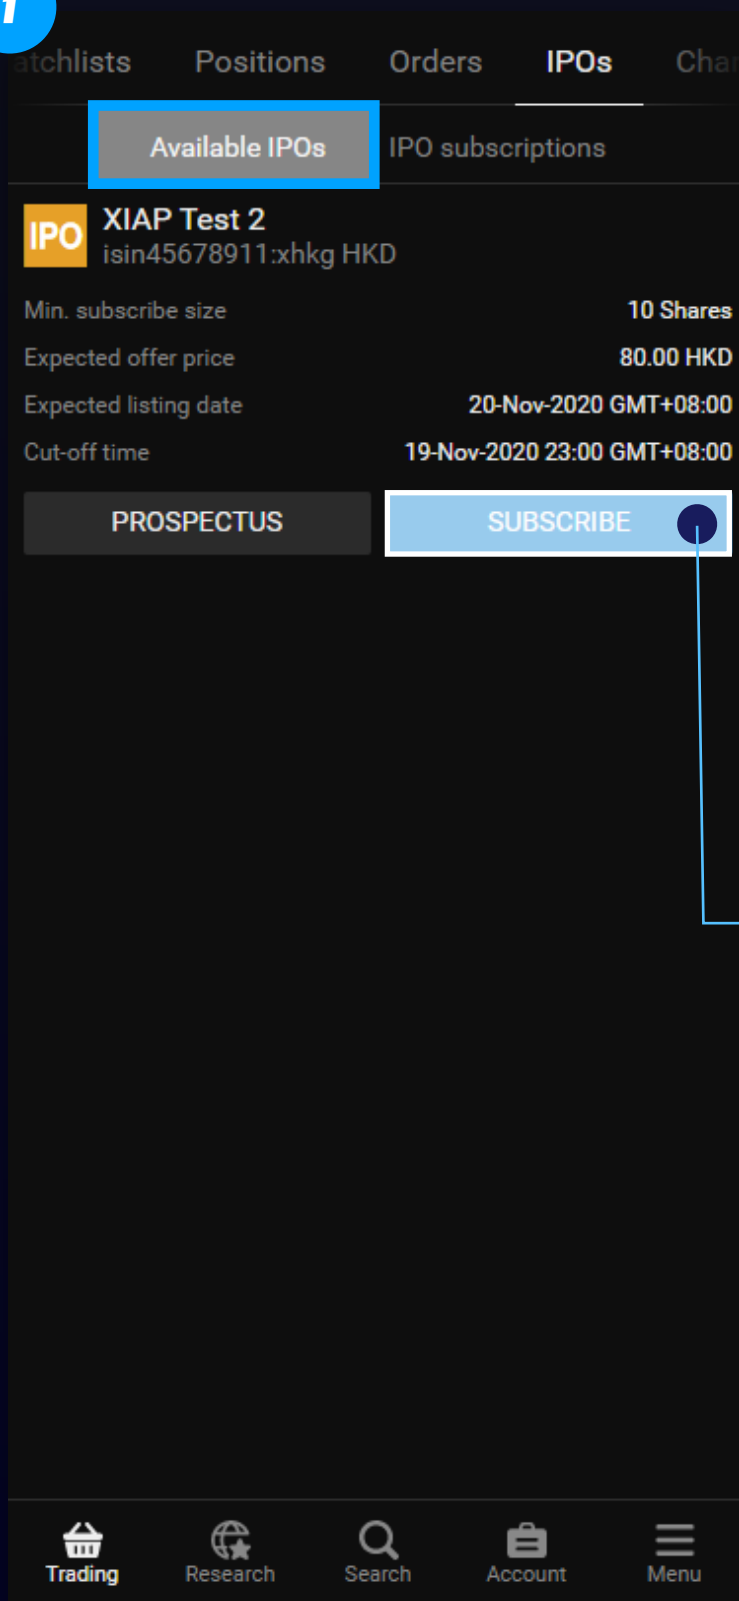 1
atchlists Positions Orders IPOs Char
Available IPOs IPO subscriptions
IPO XIAP Test 2
isin45678911:xhkg HKD
Min. subscribe size 10 Shares
Expected offer price 80.00 HKD
Expected listing date 20-Nov-2020 GMT+08:00
Cut-off time 19-Nov-2020 23:00 GMT+08:00
PROSPECTUS SUBSCRIBE
Trading Research Search Account Menu